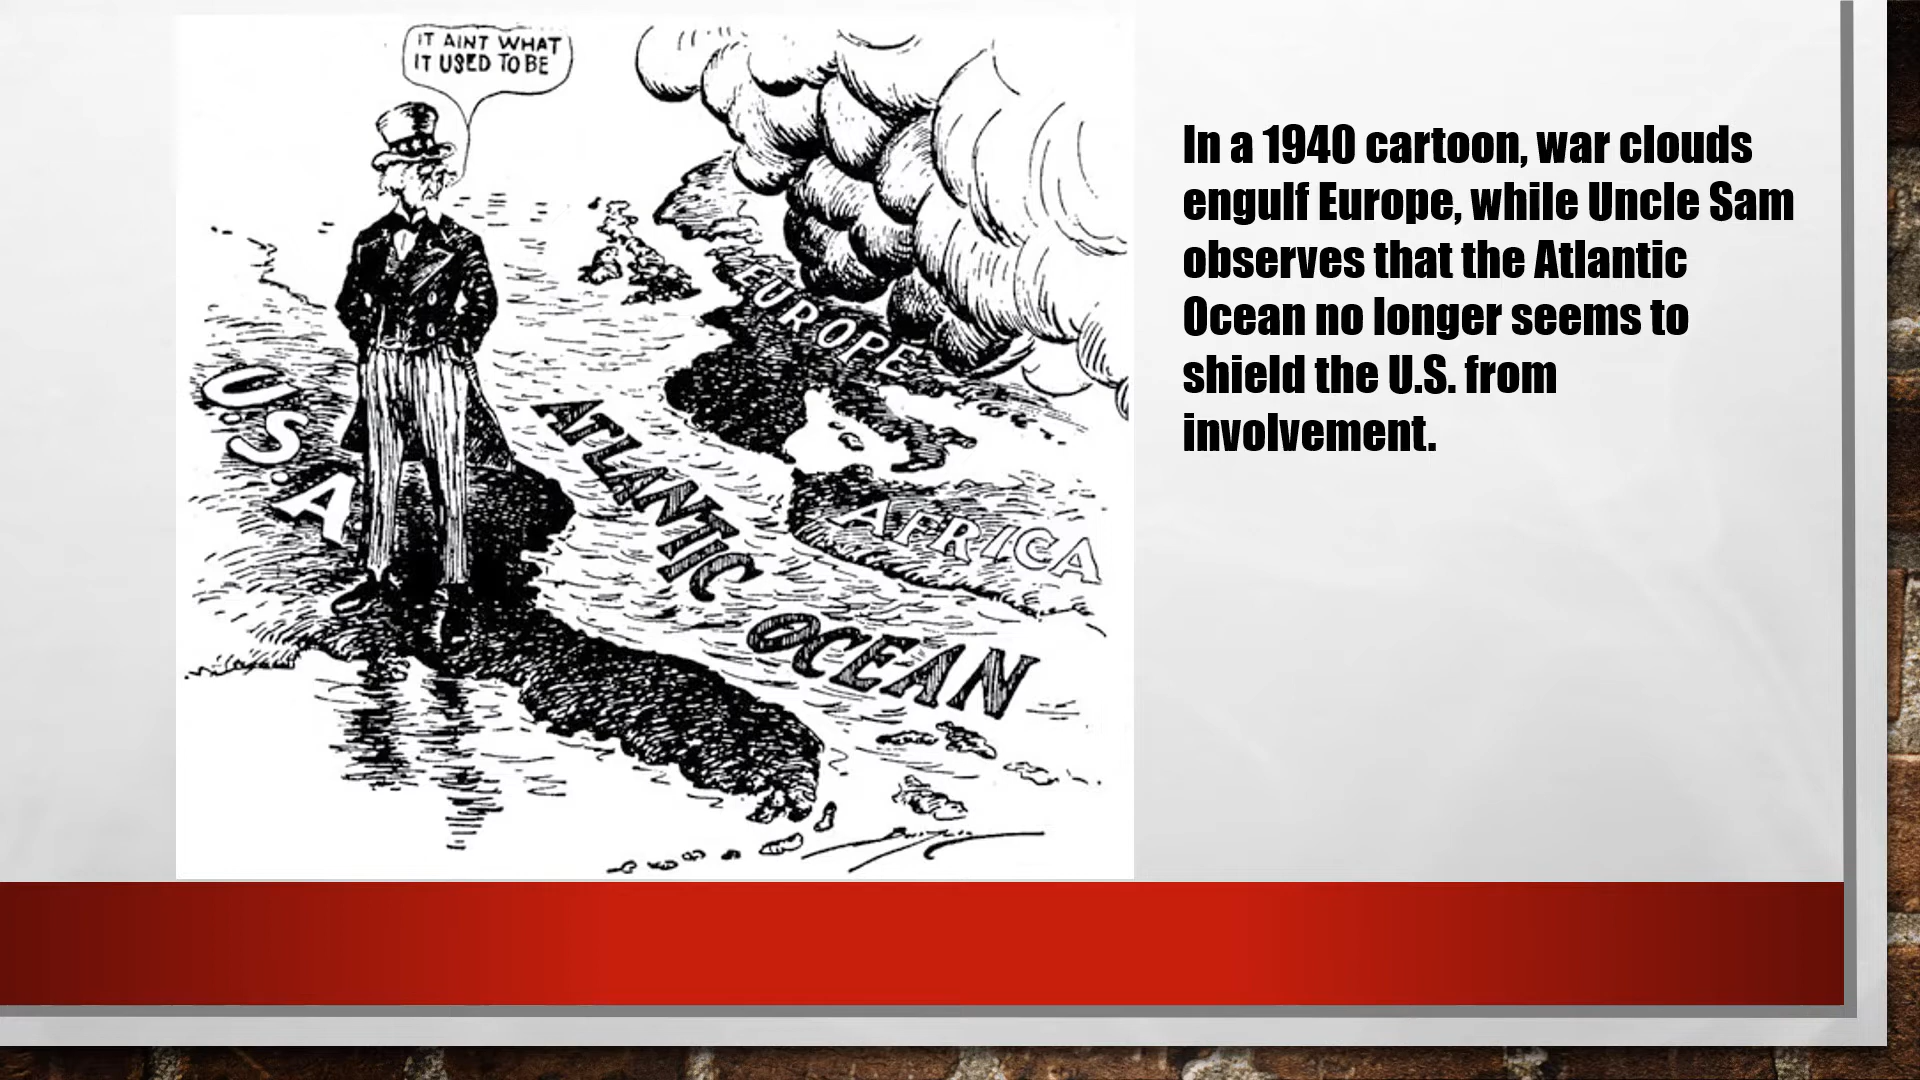 IT AINT WHAT
IT USED TO BE
EUROPE
U.S.A
ATLANTIC
OCEAN
AFRICA
In a 1940 cartoon, war clouds
engulf Europe, while Uncle Sam
observes that the Atlantic
Ocean no longer seems to
shield the U.S. from
involvement.